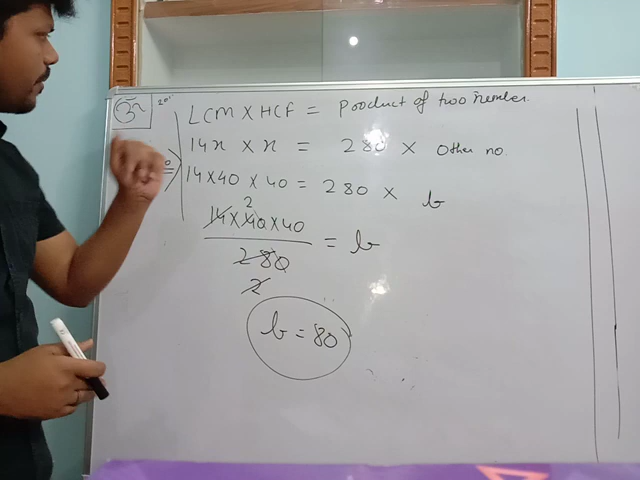 LCM × HCF = Product of two number
14x × x = 280 × Other no.
14×40 × 40 = 280 × b
2
14×40×40
= b
280
2
b = 80